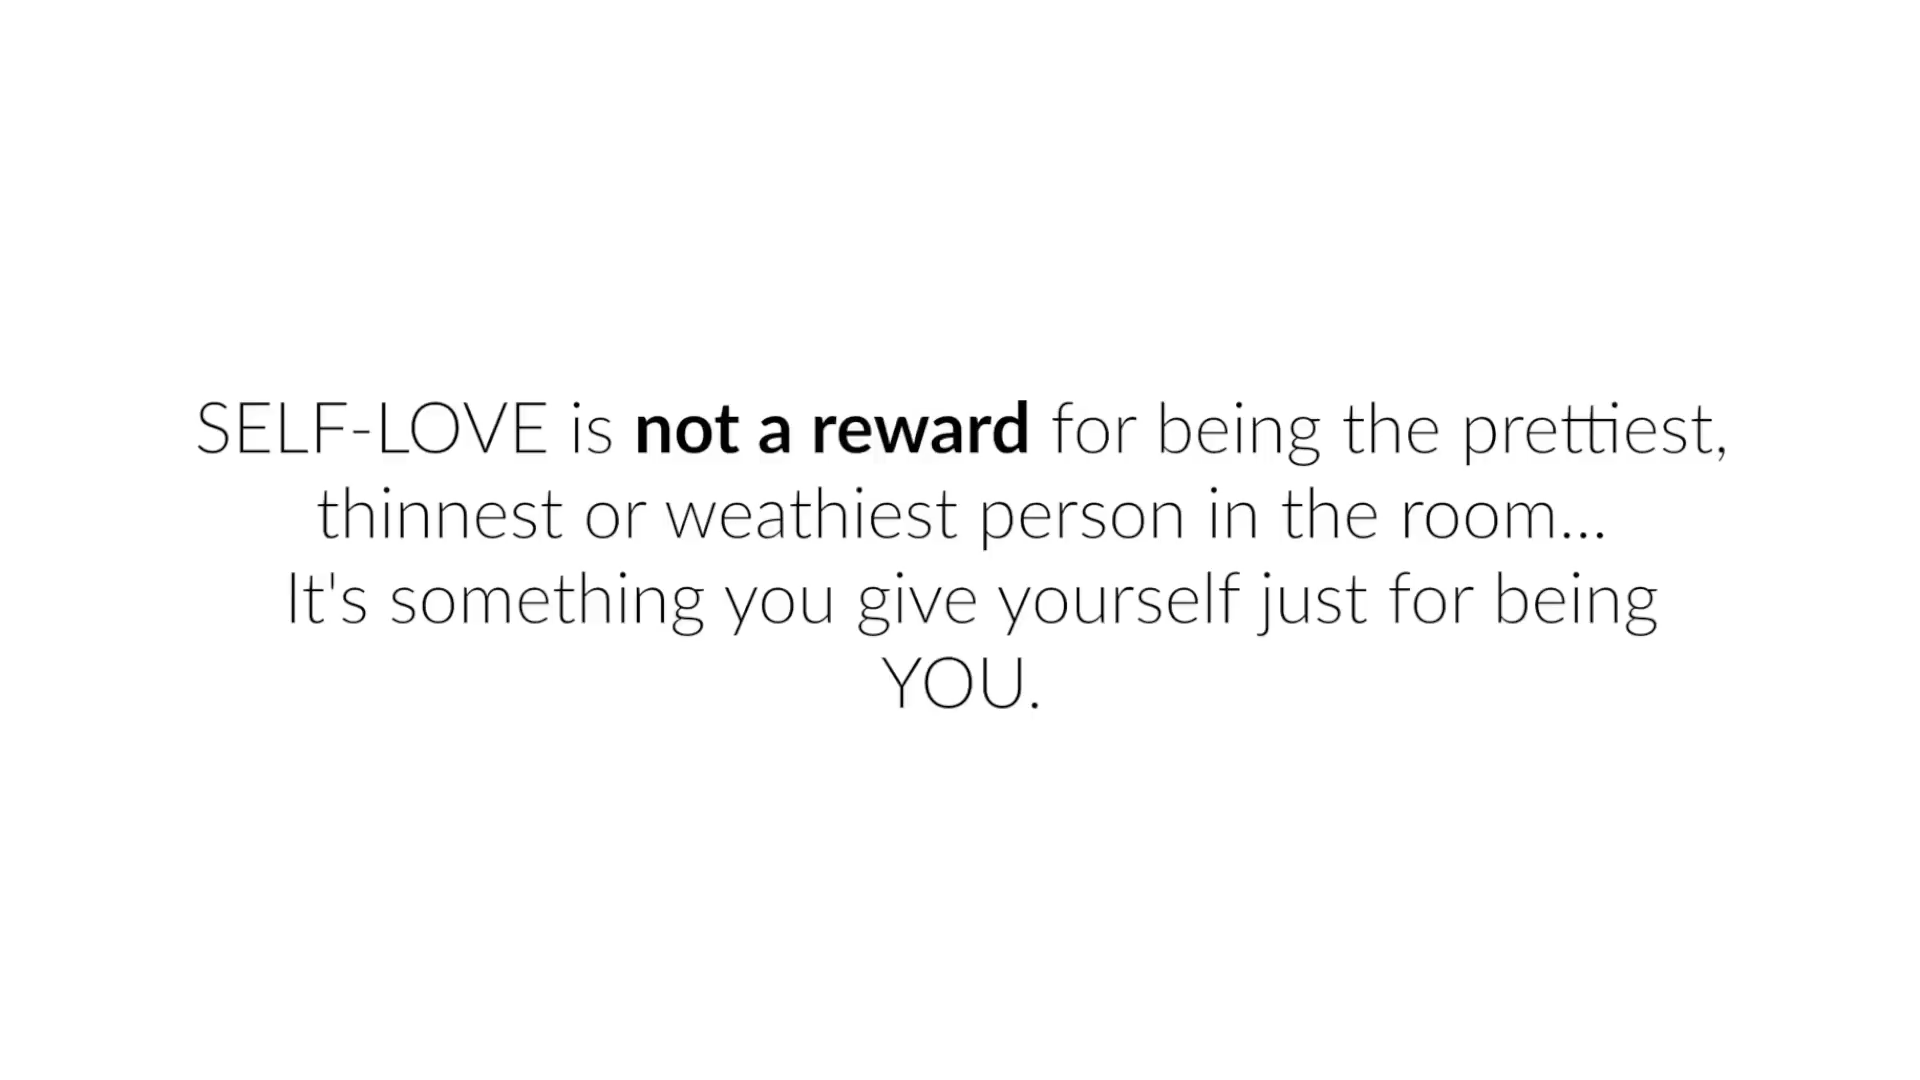 SELF-LOVE is not a reward for being the prettiest,
thinnest or weathiest person in the room...
It's something you give yourself just for being
YOU.